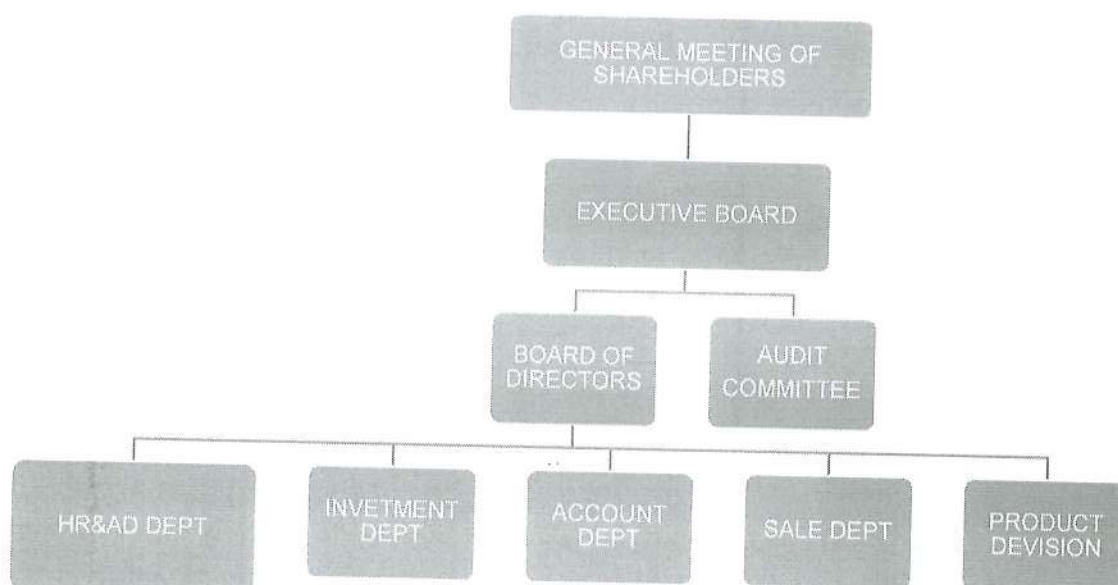 GENERAL MEETING OF
SHAREHOLDERS
EXECUTIVE BOARD
BOARD OF
DIRECTORS
AUDIT
COMMITTEE
HR&AD DEPT
INVETMENT
DEPT
ACCOUNT
DEPT
SALE DEPT
PRODUCT
DEVISION